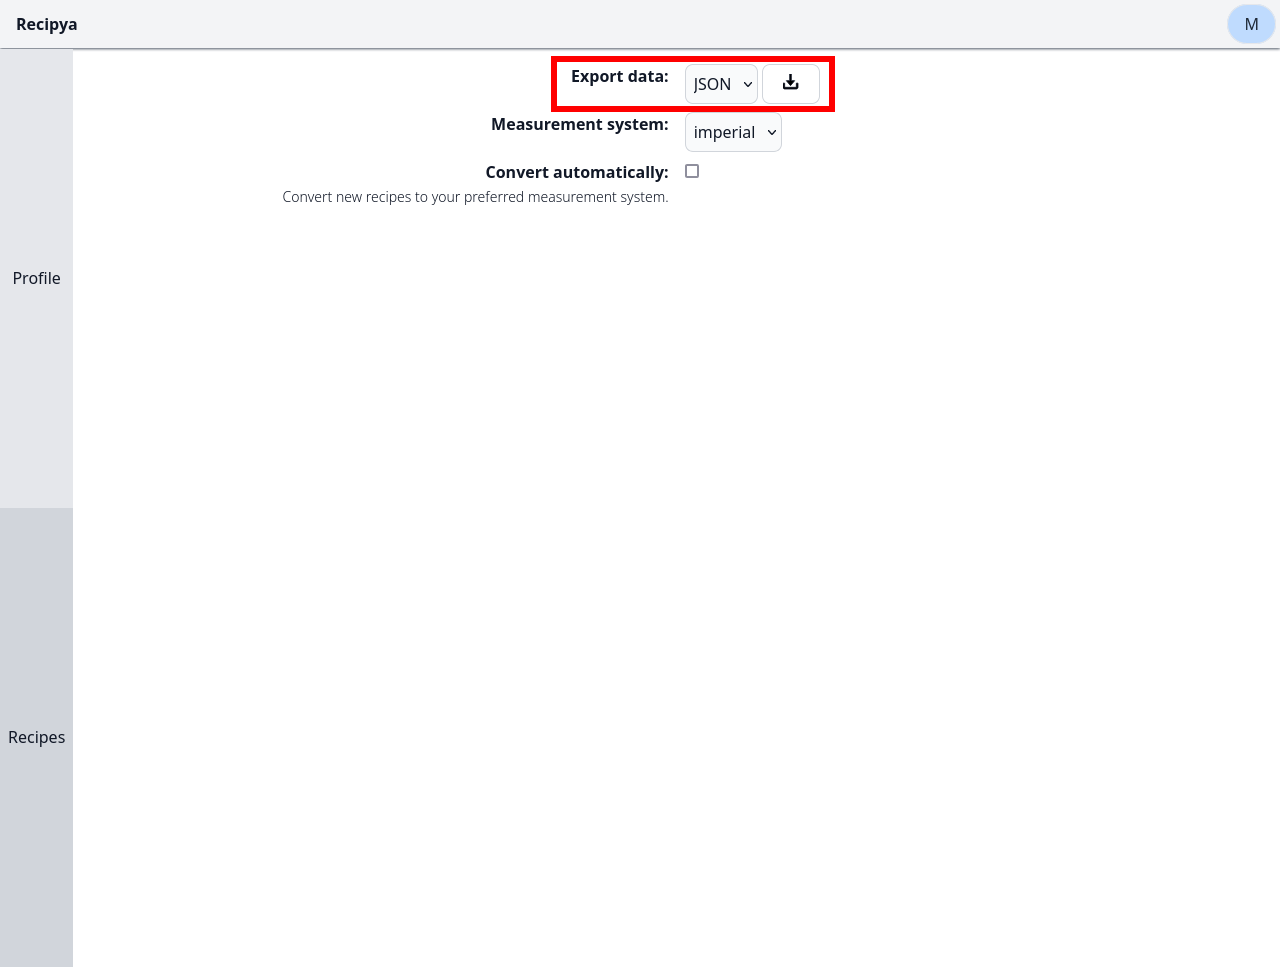 Recipya
M
Export data:
JSON
Measurement system:
imperial
Convert automatically:
Convert new recipes to your preferred measurement system.
Profile
Recipes